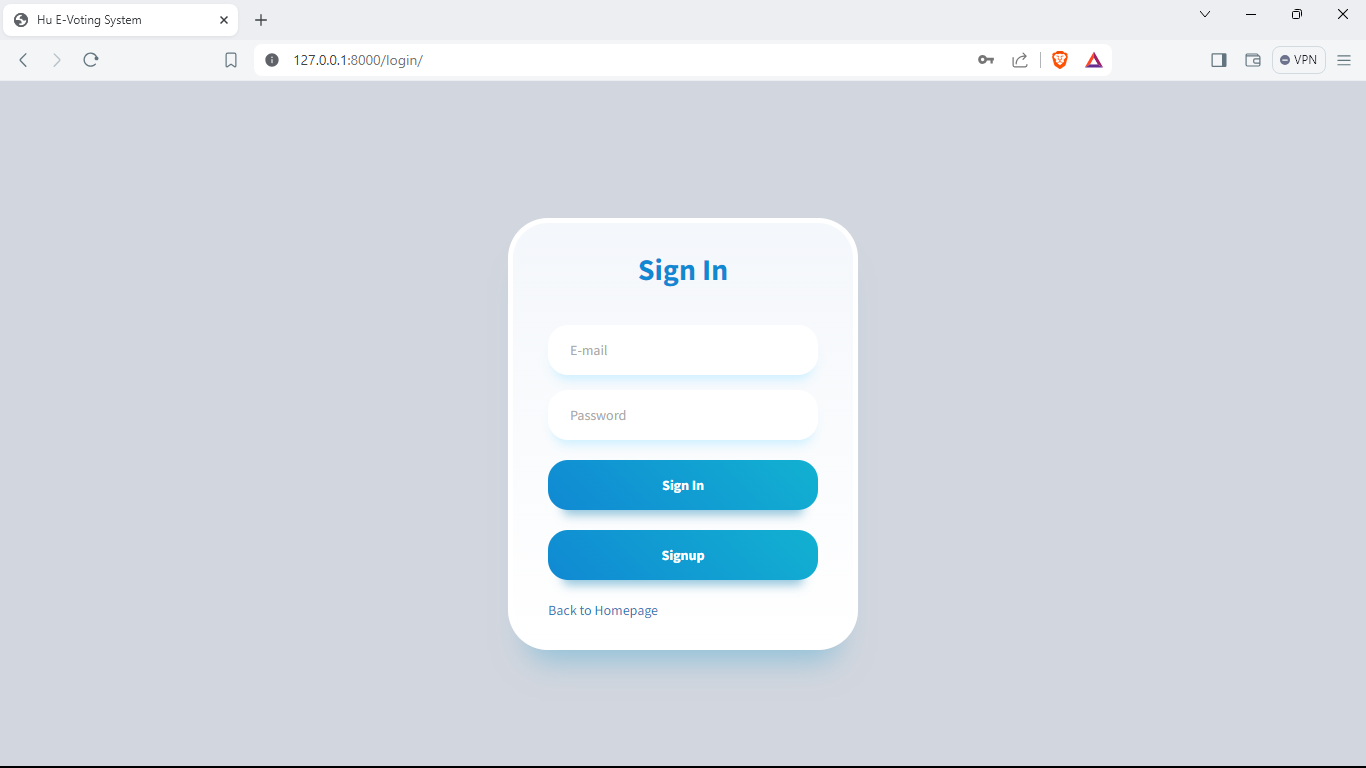 Hu E-Voting System
127.0.0.1:8000/login/
VPN
Sign In
E-mail
Password
Sign In
Signup
Back to Homepage